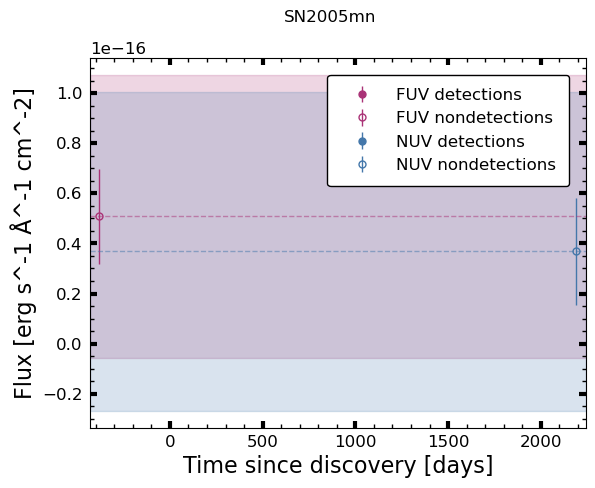 SN2005mn
1e−16
Flux [erg s^-1 Å^-1 cm^-2]
1.0
0.8
0.6
0.4
0.2
0.0
−0.2
FUV detections
FUV nondetections
NUV detections
NUV nondetections
0 500 1000 1500 2000
Time since discovery [days]